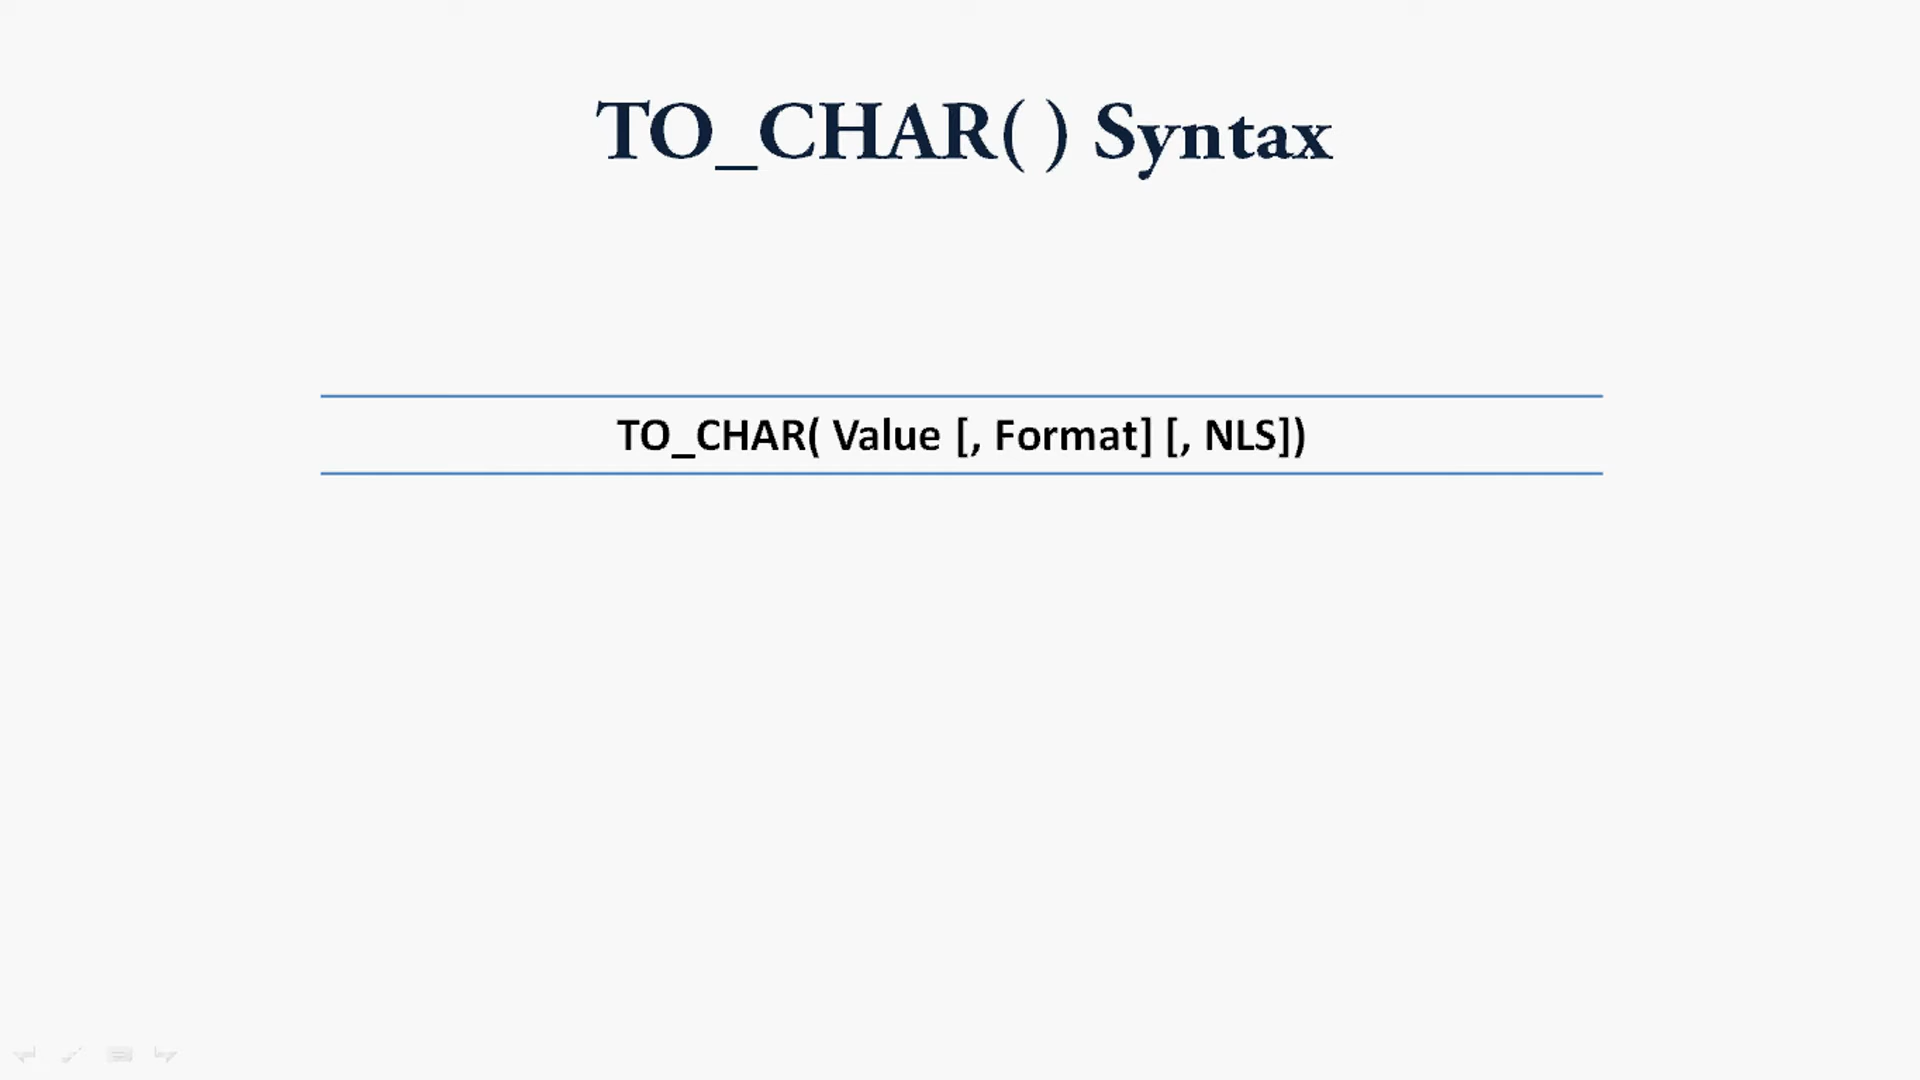 TO_CHAR( ) Syntax
TO_CHAR( Value [, Format] [, NLS])